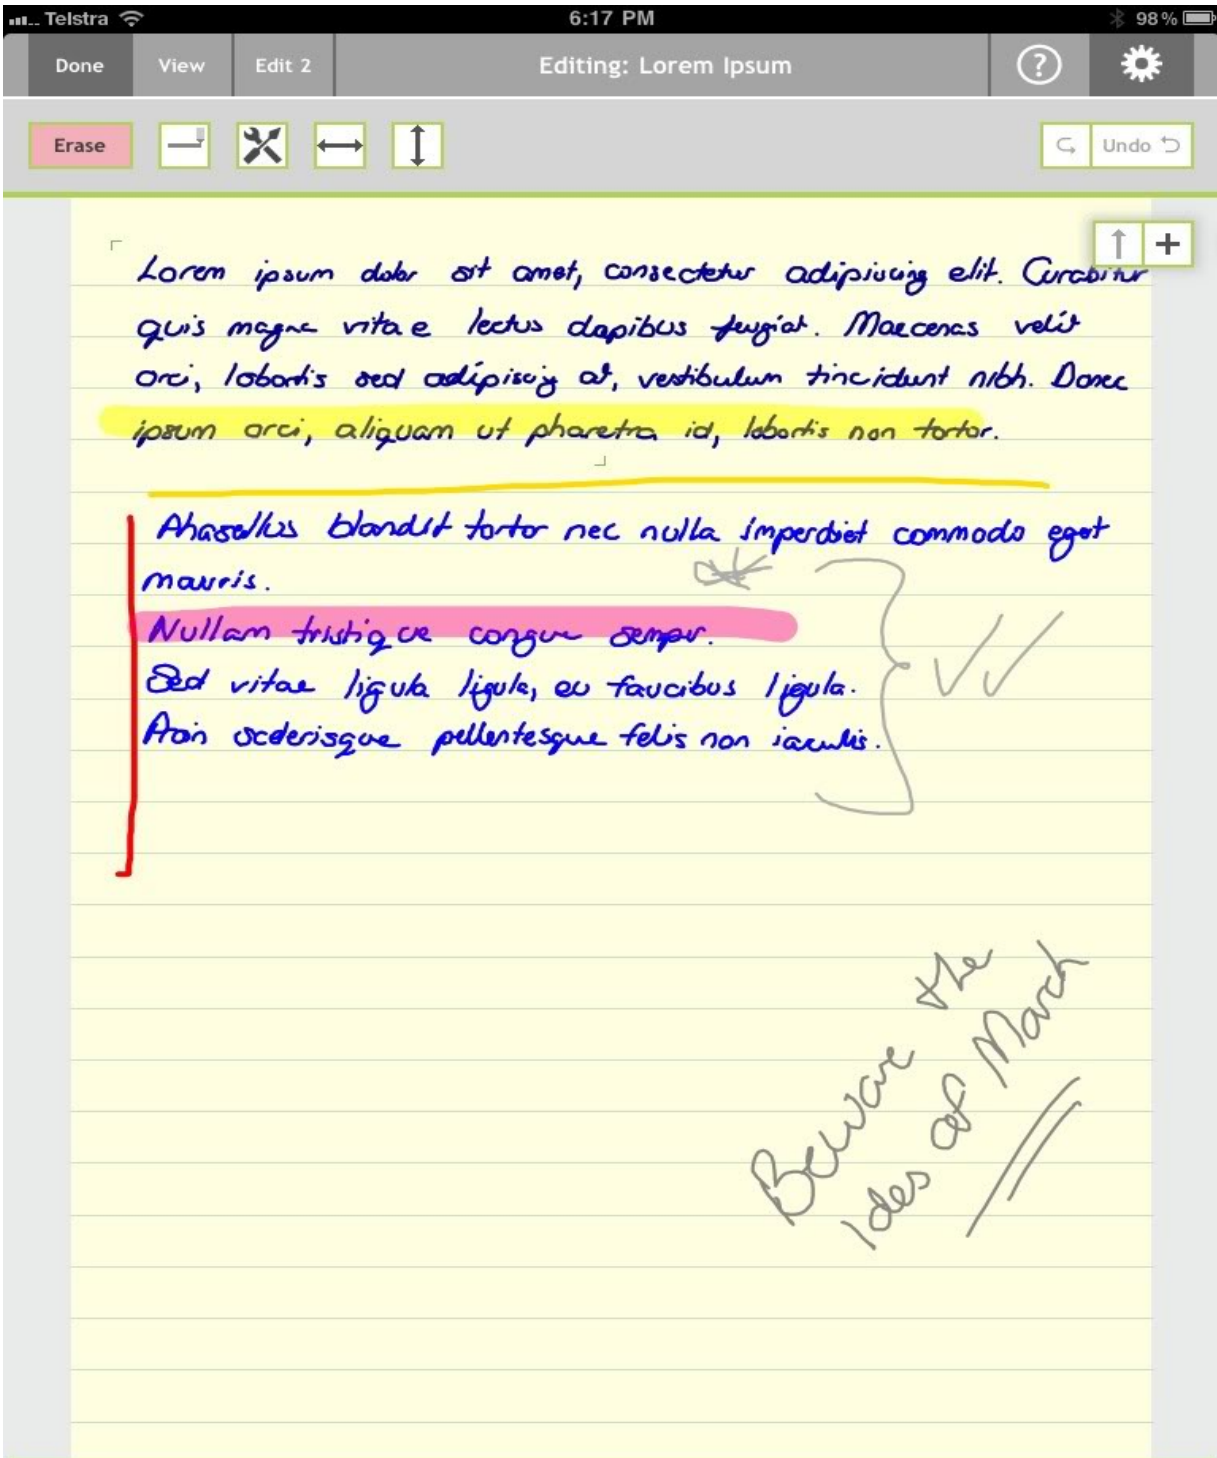 Telstra 6:17 PM 98%
Done View Edit 2 Editing: Lorem Ipsum ?
Erase Undo
Lorem ipsum dolor sit amet, consectetur adipiscing elit. Curabitur
quis magna vitae lectus dapibus feugiat. Maecenas velit
orci, lobortis sed adipiscing at, vestibulum tincidunt nibh. Donec
ipsum orci, aliquam ut pharetra id, lobortis non tortor.
Phasellus blandit tortor nec nulla imperdiet commodo eget
mauris.
Nullam tristique congue semper.
Sed vitae ligula ligula, eu faucibus ligula.
Proin scelerisque pellentesque felis non iaculis.
Beware the
ides of March